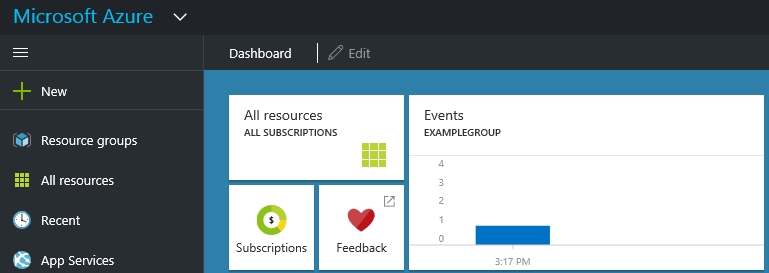 Microsoft Azure
Dashboard
Edit
New
Resource groups
All resources
Recent
App Services
All resources
ALL SUBSCRIPTIONS
Subscriptions
$
Feedback
Events
EXAMPLEGROUP
4
3
2
1
0
3:17 PM